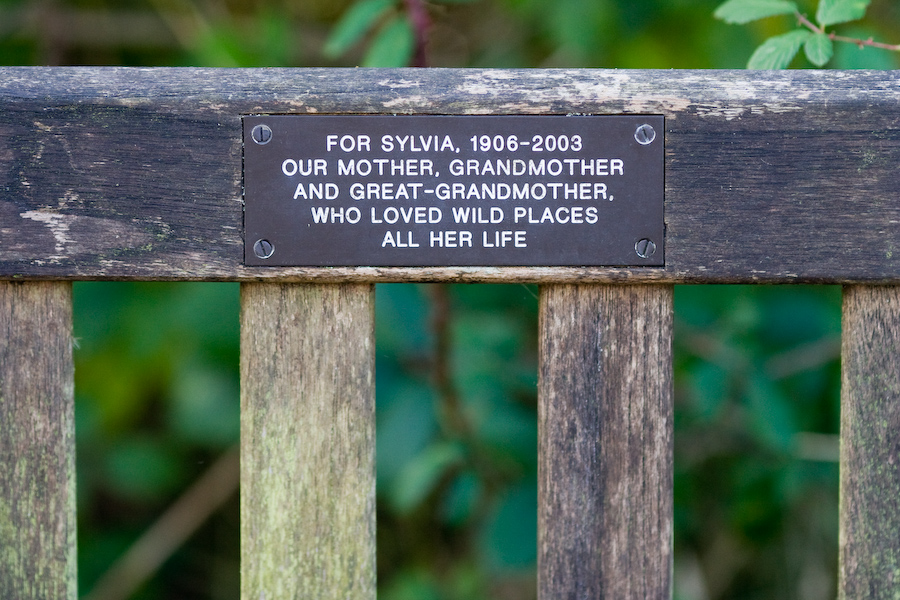 FOR SYLVIA, 1906-2003
OUR MOTHER, GRANDMOTHER
AND GREAT-GRANDMOTHER,
WHO LOVED WILD PLACES
ALL HER LIFE